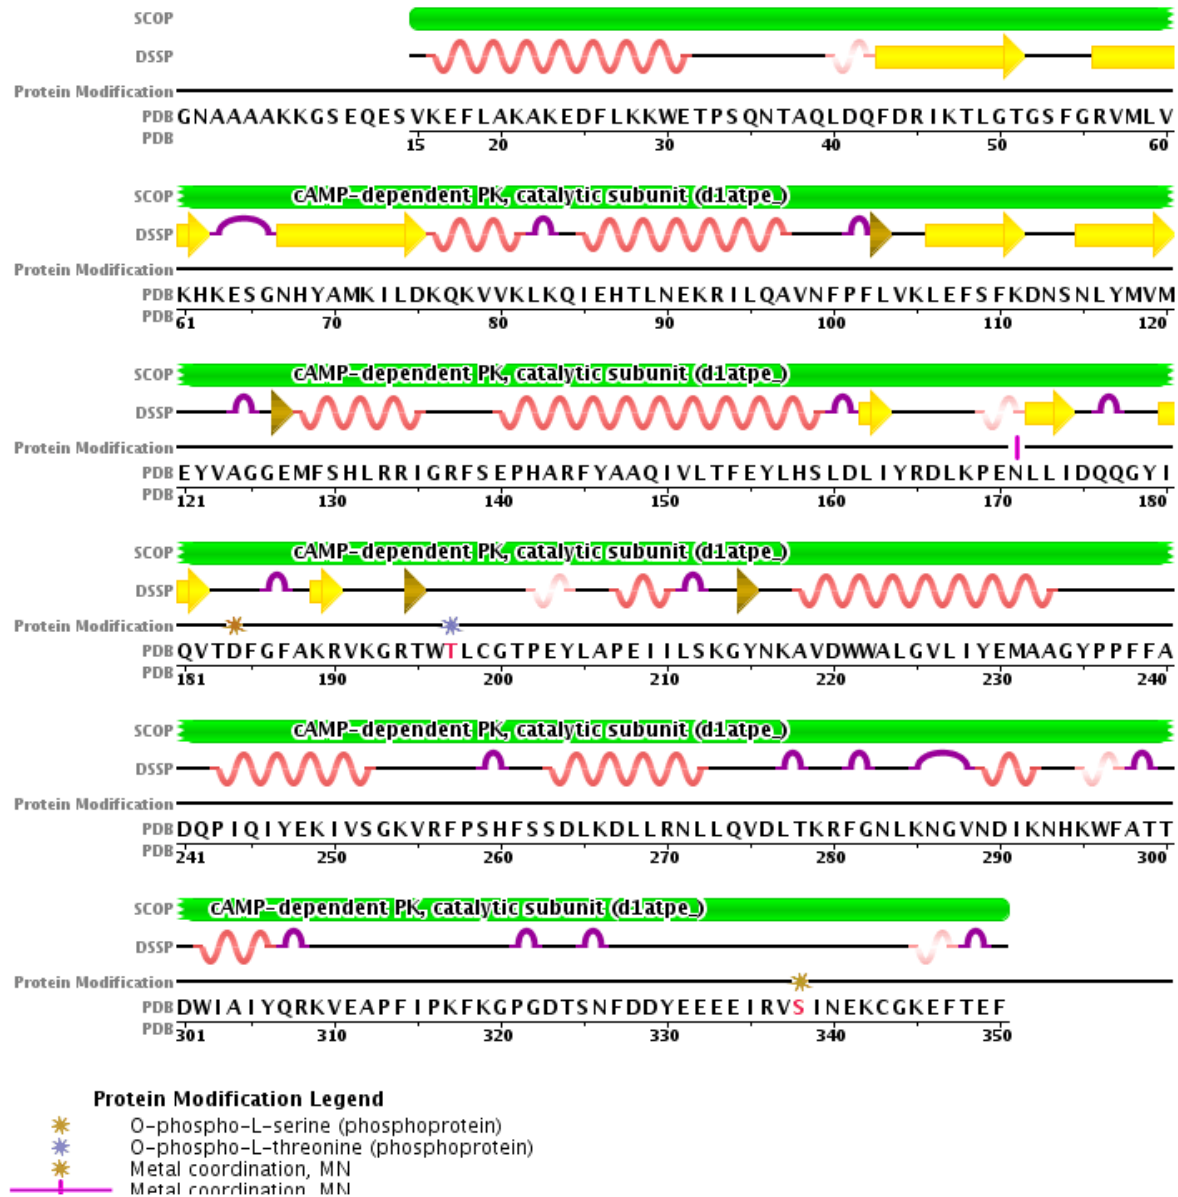 SCOP
DSSP
Protein Modification
PDB GNAAAAKKGSEQESVKEFLAKAKEDFLKKWETPSQNTAQLDQFDRIKTLGTGSFGRVMLV
PDB 15 20 30 40 50 60
SCOP cAMP-dependent PK, catalytic subunit (d1atpe_)
DSSP
Protein Modification
PDB KHKESGNHYAMKILDKQKVVKLKQIEHTLNEKRILQAVNFPFLVKLEFSFKDNSNLYMVM
PDB 61 70 80 90 100 110 120
SCOP cAMP-dependent PK, catalytic subunit (d1atpe_)
DSSP
Protein Modification
PDB EYVAGGEMFSHLRRIGRFSEPHARFYAAQIVLTFEYLHSLDLIYRDLKPENLLIDQQGYI
PDB 121 130 140 150 160 170 180
SCOP cAMP-dependent PK, catalytic subunit (d1atpe_)
DSSP
Protein Modification
PDB QVTDFGFAKRVKGRTWTLCGTPEYLAPEIILSKGYNKAVDWWALGVLIYEMAAGYPPFFA
PDB 181 190 200 210 220 230 240
SCOP cAMP-dependent PK, catalytic subunit (d1atpe_)
DSSP
Protein Modification
PDB DQPIQIYEKIVSGKVRFPSHFSSDLKDLLRNLLQVDLTKRFGNLKNGVNDIKNHKWFATT
PDB 241 250 260 270 280 290 300
SCOP cAMP-dependent PK, catalytic subunit (d1atpe_)
DSSP
Protein Modification
PDB DWIAIYQRKVEAPFIPKFKGPGDTSNFDDYEEEEIRVSINEKCGKEFTEF
PDB 301 310 320 330 340 350
Protein Modification Legend
O-phospho-L-serine (phosphoprotein)
O-phospho-L-threonine (phosphoprotein)
Metal coordination, MN
Metal coordination, MN